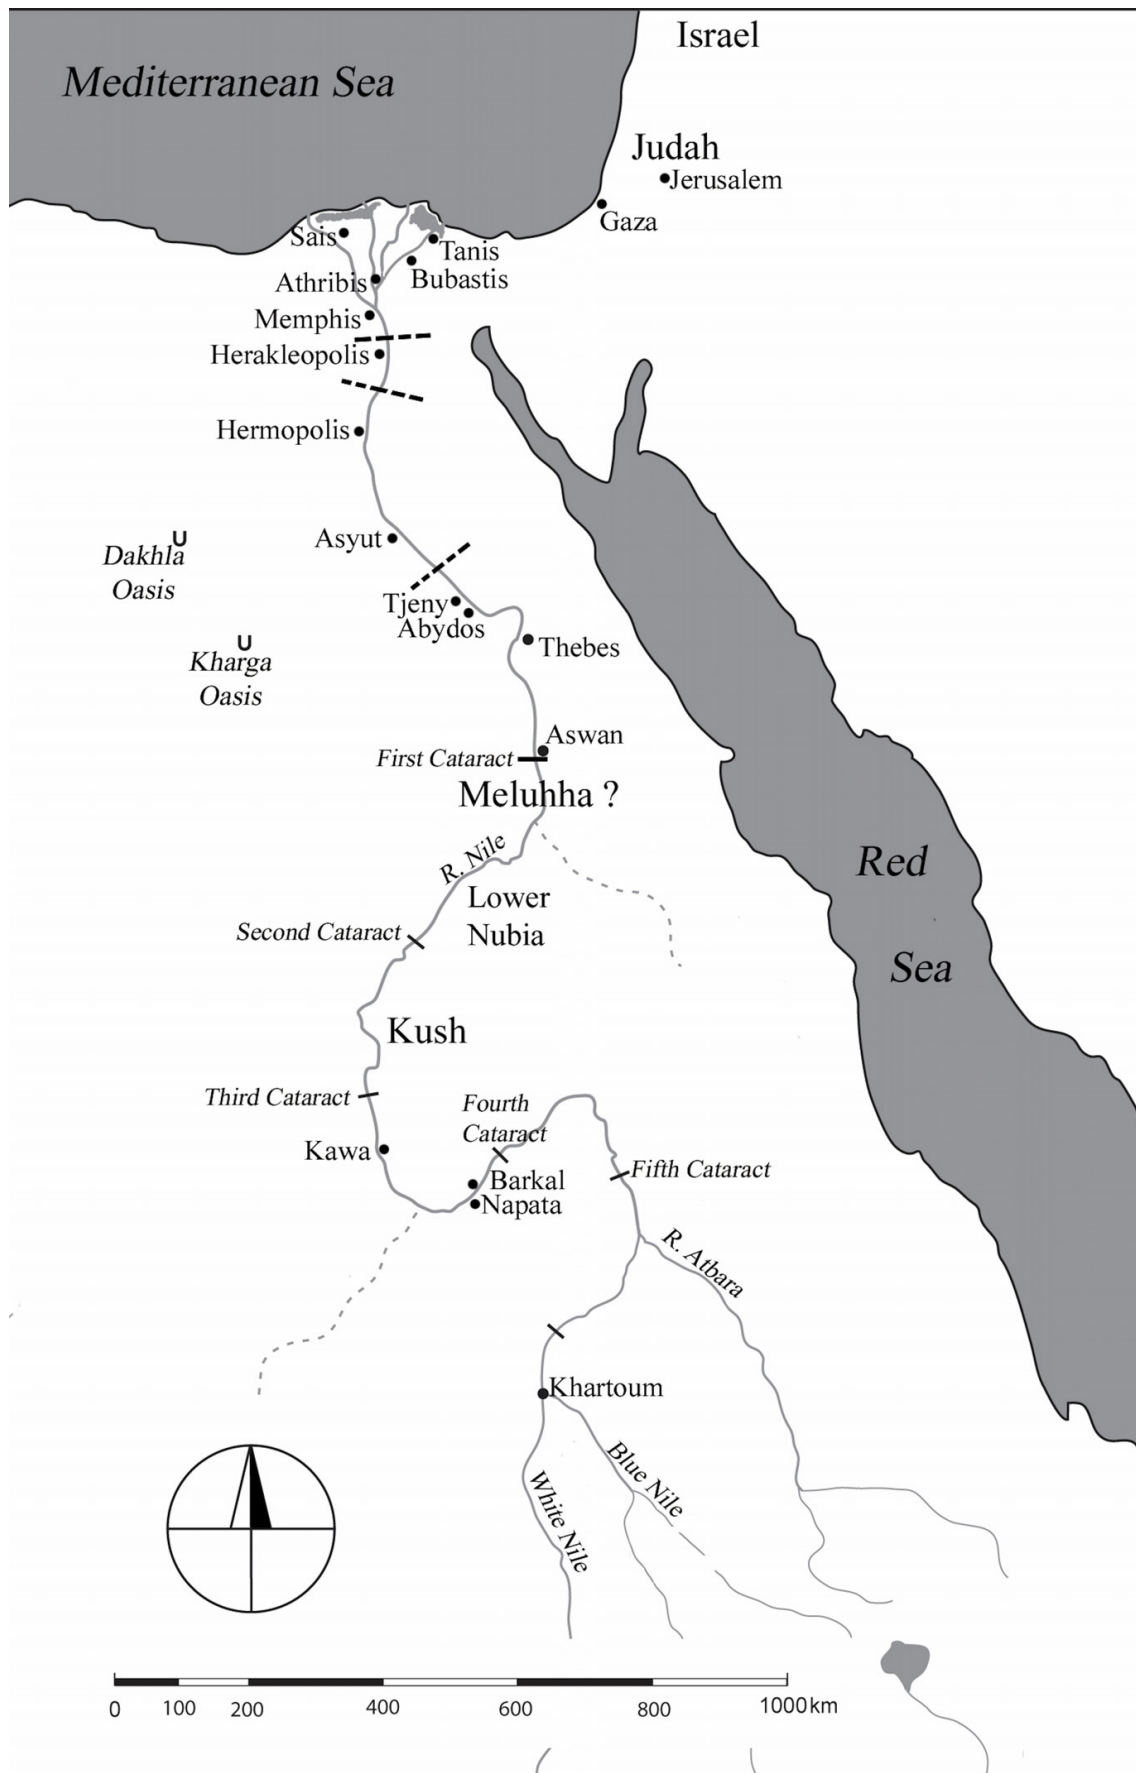 Israel
Mediterranean Sea
Judah
Jerusalem
Gaza
Sais
Tanis
Athribis
Bubastis
Memphis
Herakleopolis
Hermopolis
Asyut
Dakhla
Oasis
Tjeny
Abydos
Thebes
Kharga
Oasis
Aswan
First Cataract
Meluhha ?
R. Nile
Red
Sea
Lower
Nubia
Second Cataract
Kush
Third Cataract
Fourth
Cataract
Kawa
Barkal
Napata
Fifth Cataract
R. Atbara
Khartoum
Blue Nile
White Nile
0 100 200 400 600 800 1000km